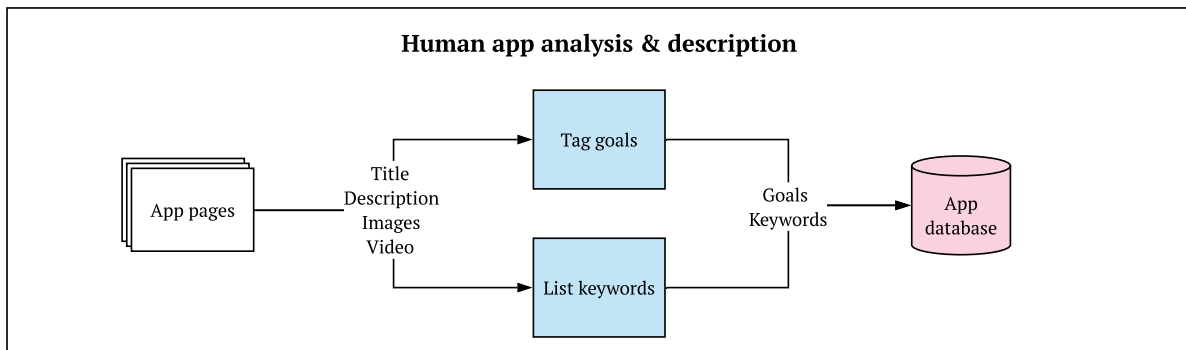 Human app analysis & description
App pages
Title
Description
Images
Video
Tag goals
List keywords
Goals
Keywords
App
database